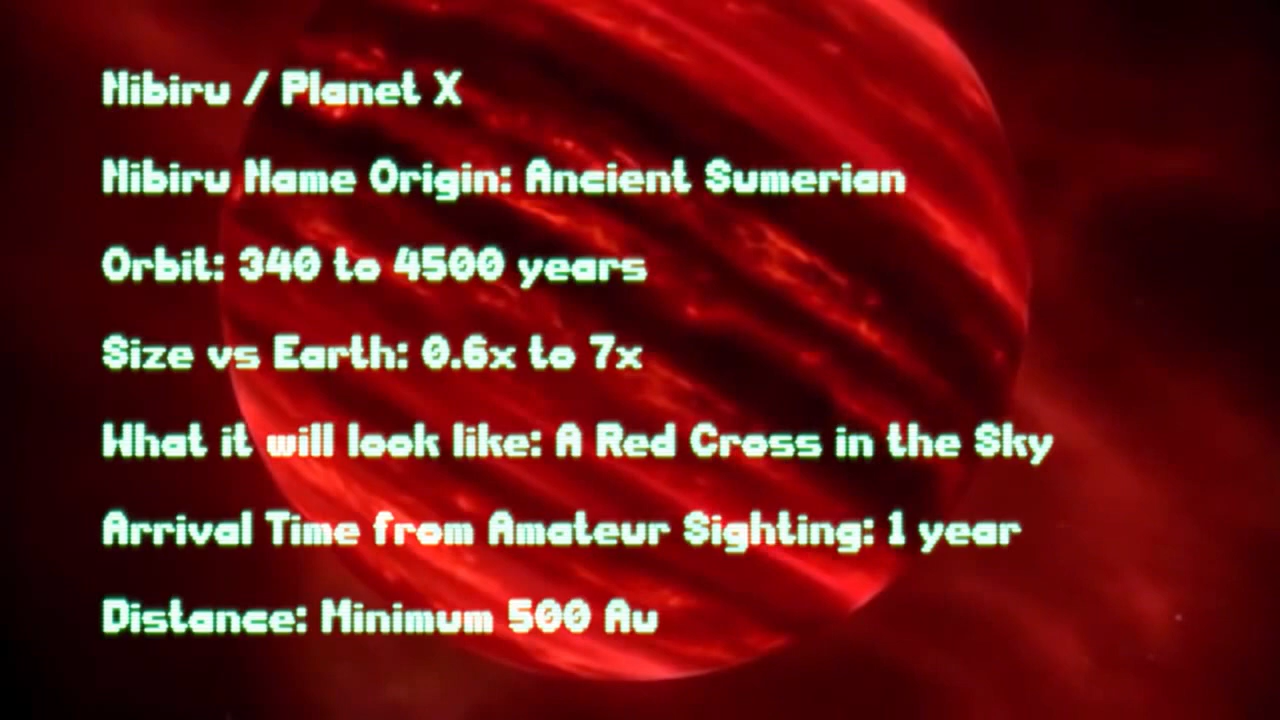 Nibiru / Planet X
Nibiru Name Origin: Ancient Sumerian
Orbit: 340 to 4500 years
Size vs Earth: 0.6x to 7x
What it will look like: A Red Cross in the Sky
Arrival Time from Amateur Sighting: 1 year
Distance: Minimum 500 Au